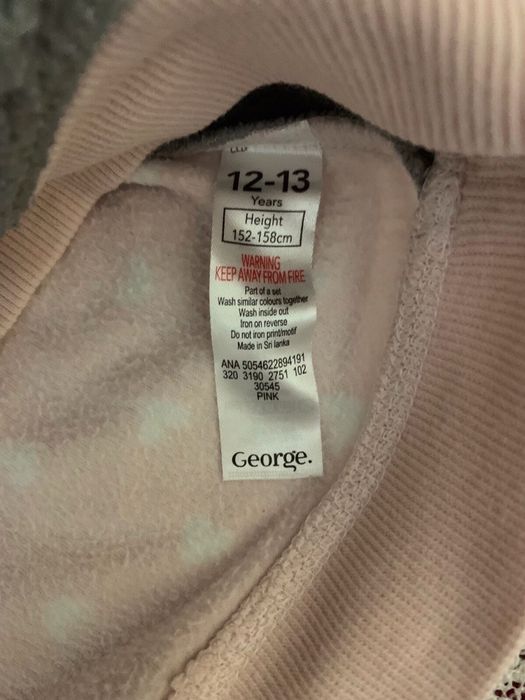 12-13
Years
Height
152-158cm
WARNING
KEEP AWAY FROM FIRE
Part of a set
Wash similar colours together
Wash inside out
Iron on reverse
Do not iron print/motif
Made in Sri lanka
ANA 5054622894191
320 3190 2751 102
30545
PINK
George.